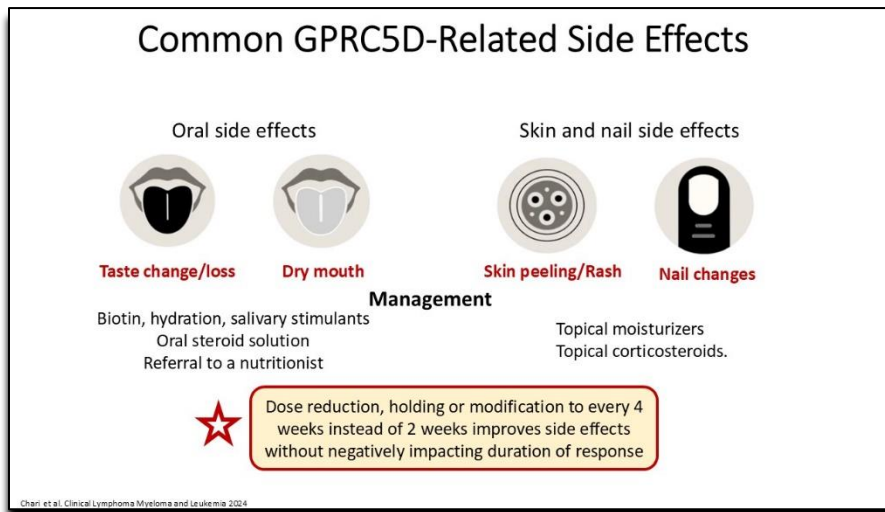 Common GPRC5D-Related Side Effects
Oral side effects
Skin and nail side effects
Taste change/loss
Dry mouth
Skin peeling/Rash
Nail changes
Management
Biotin, hydration, salivary stimulants
Oral steroid solution
Referral to a nutritionist
Topical moisturizers
Topical corticosteroids.
Dose reduction, holding or modification to every 4
weeks instead of 2 weeks improves side effects
without negatively impacting duration of response
Chari et al. Clinical Lymphoma Myeloma and Leukemia 2024